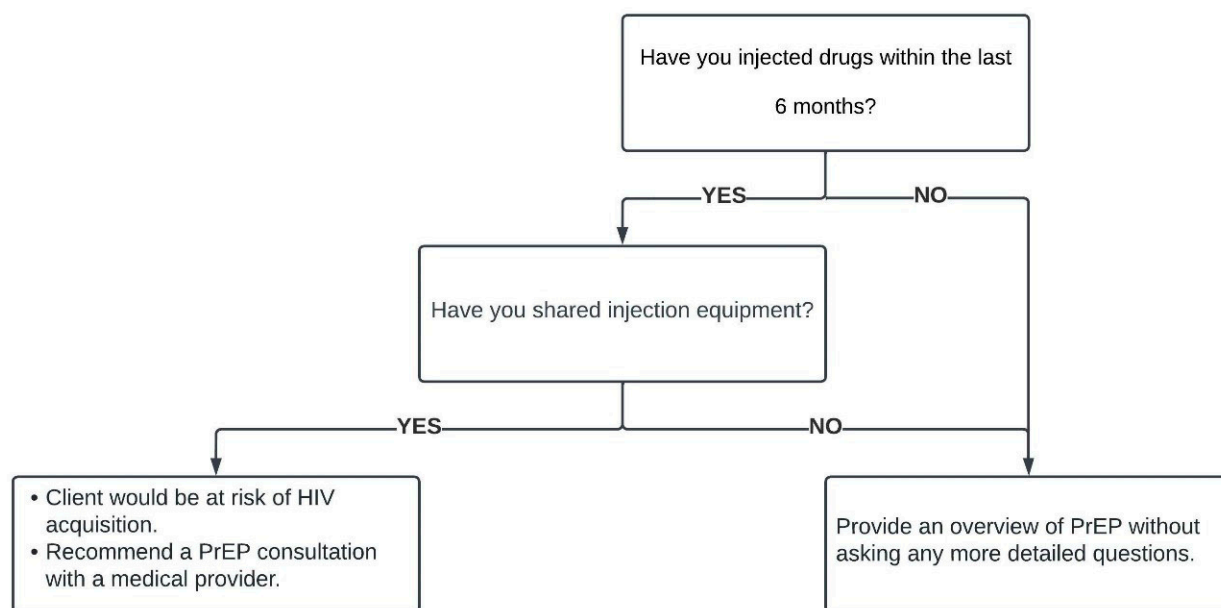 Have you injected drugs within the last
6 months?
YES
NO
Have you shared injection equipment?
YES
NO
• Client would be at risk of HIV
acquisition.
• Recommend a PrEP consultation
with a medical provider.
Provide an overview of PrEP without
asking any more detailed questions.